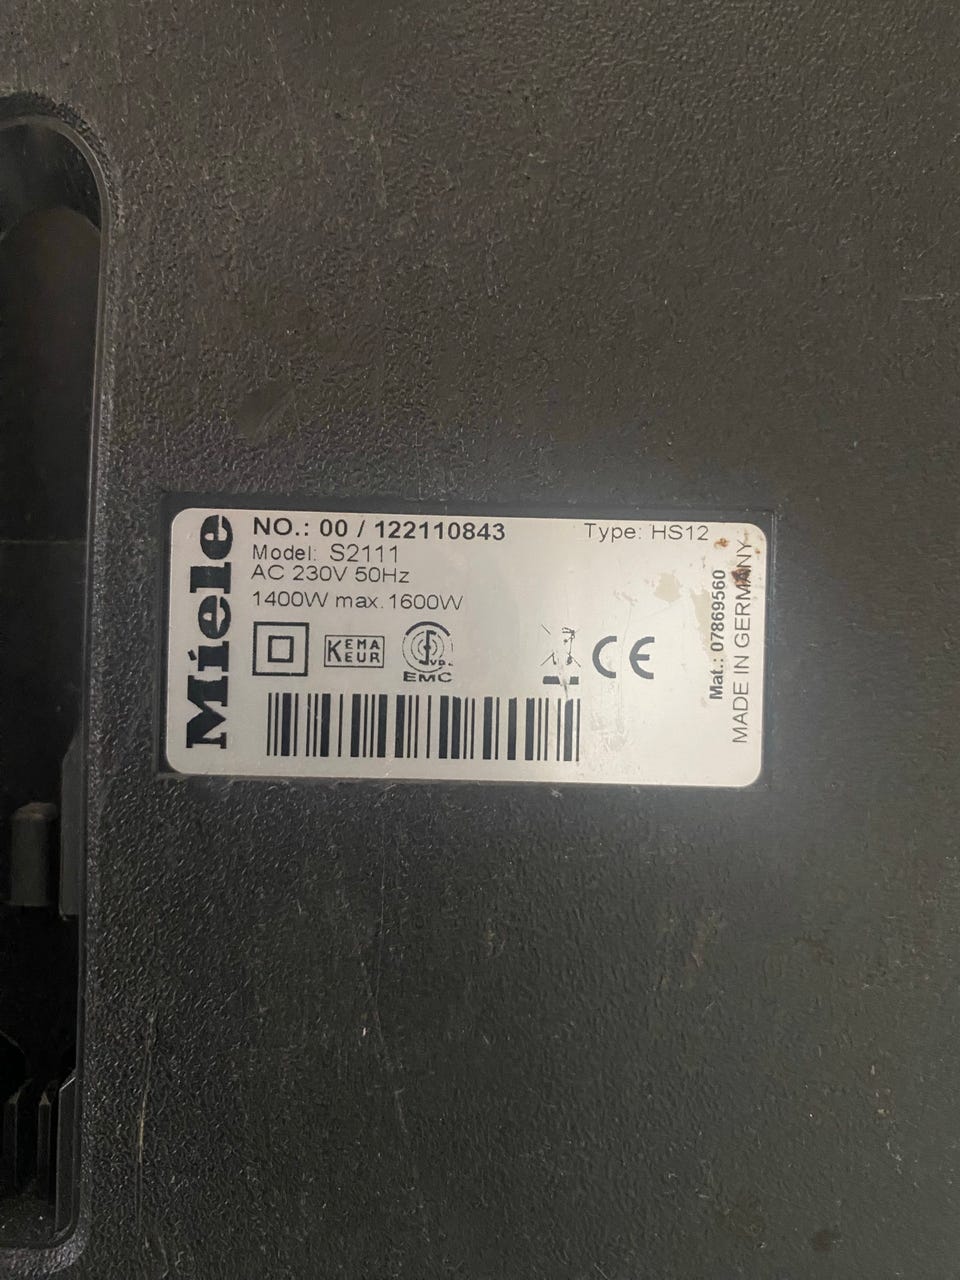 Miele
NO.: 00 / 122110843 Type: HS12
Model: S2111
AC 230V 50Hz
1400W max. 1600W
KEMA
KEUR
EMC
CE
Mat.: 07869560
MADE IN GERMANY